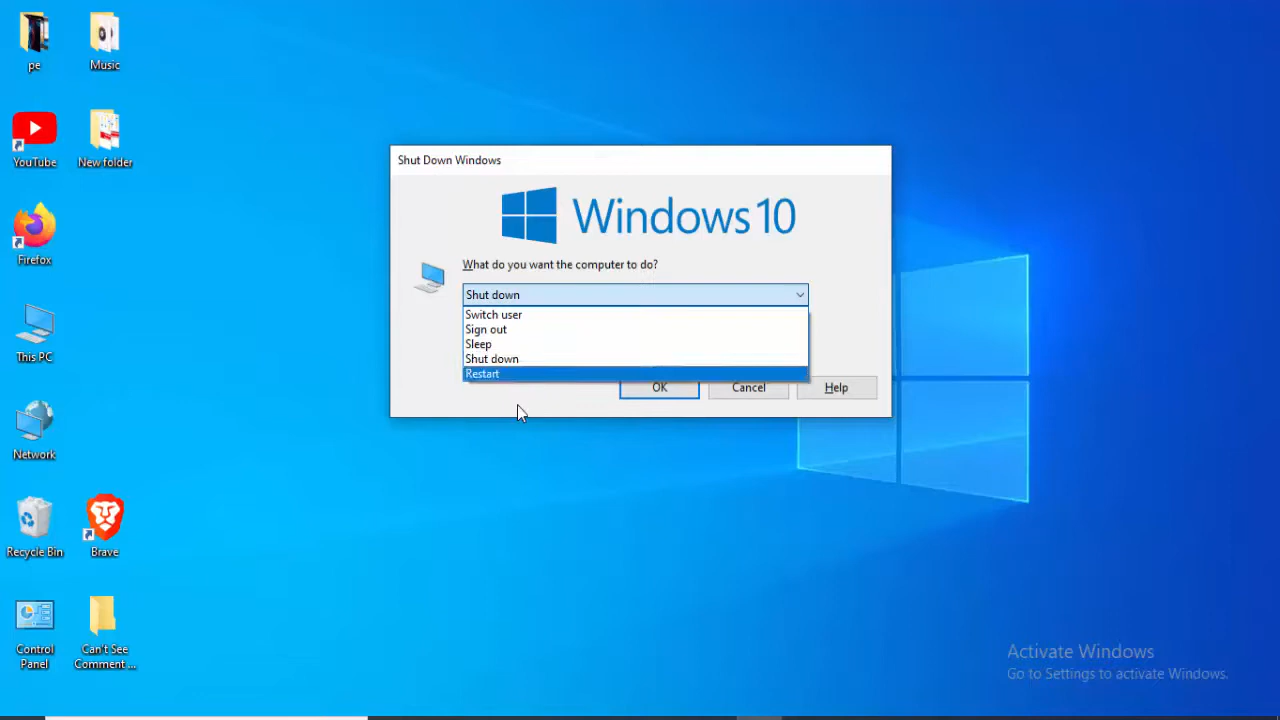 pe
Music
YouTube
New folder
Firefox
This PC
Network
Recycle Bin
Brave
Control
Panel
Can't See
Comment ...
Shut Down Windows
Windows 10
What do you want the computer to do?
Shut down
Switch user
Sign out
Sleep
Shut down
Restart
OK
Cancel
Help
Activate Windows
Go to Settings to activate Windows.